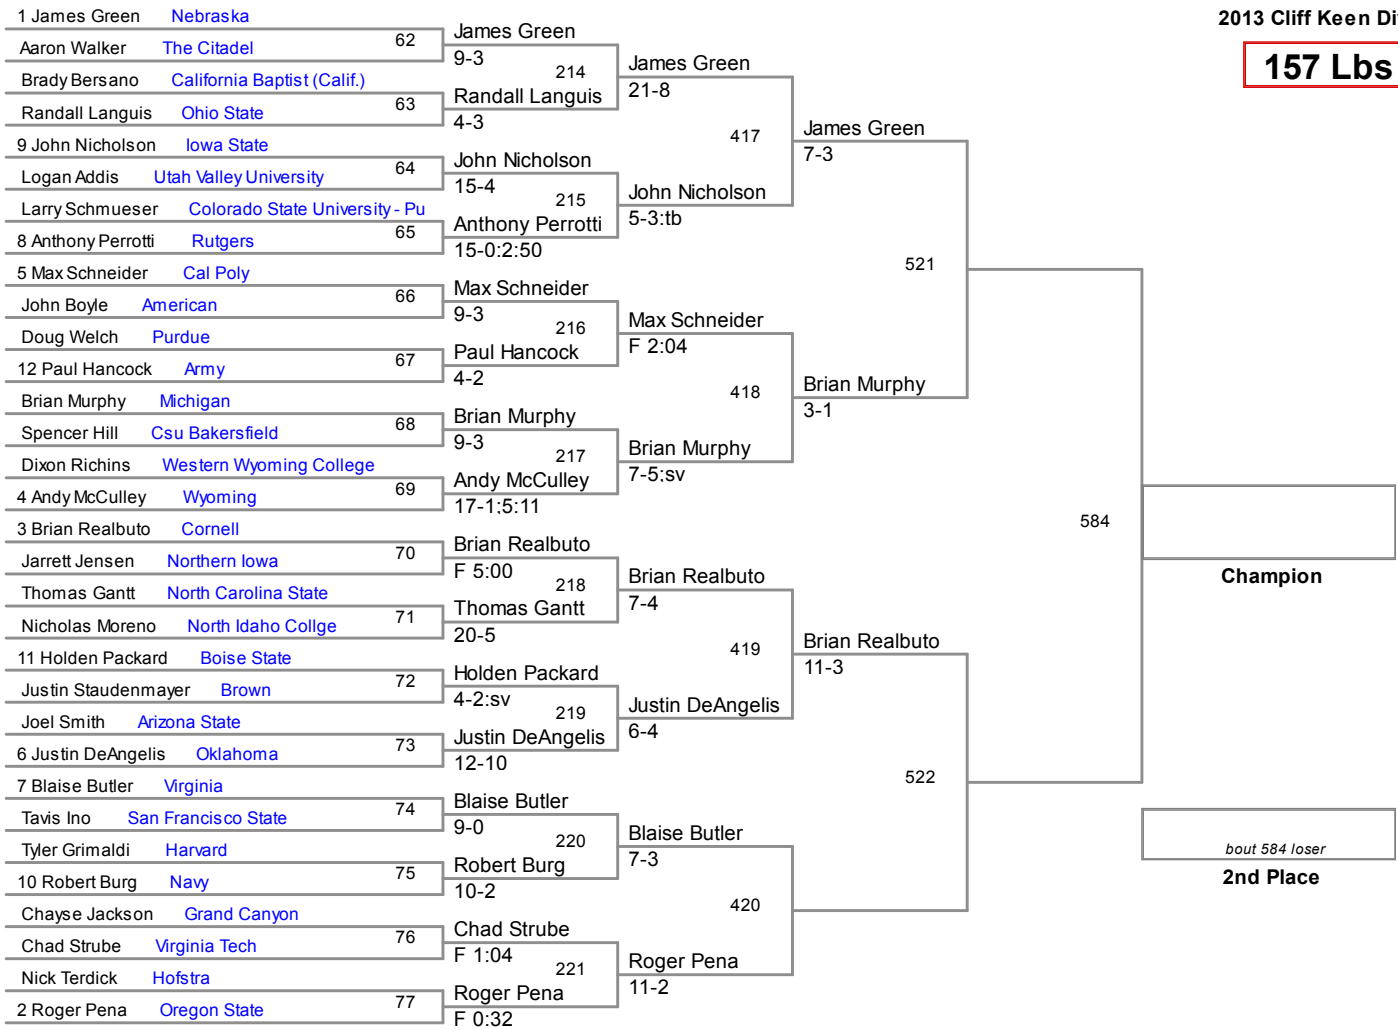 2013 Cliff Keen Di
157 Lbs
1 James Green Nebraska
Aaron Walker The Citadel
Brady Bersano California Baptist (Calif.)
Randall Languis Ohio State
9 John Nicholson Iowa State
Logan Addis Utah Valley University
Larry Schmueser Colorado State University - Pu
8 Anthony Perrotti Rutgers
5 Max Schneider Cal Poly
John Boyle American
Doug Welch Purdue
12 Paul Hancock Army
Brian Murphy Michigan
Spencer Hill Csu Bakersfield
Dixon Richins Western Wyoming College
4 Andy McCulley Wyoming
3 Brian Realbuto Cornell
Jarrett Jensen Northern Iowa
Thomas Gantt North Carolina State
Nicholas Moreno North Idaho Collge
11 Holden Packard Boise State
Justin Staudenmayer Brown
Joel Smith Arizona State
6 Justin DeAngelis Oklahoma
7 Blaise Butler Virginia
Tavis Ino San Francisco State
Tyler Grimaldi Harvard
10 Robert Burg Navy
Chayse Jackson Grand Canyon
Chad Strube Virginia Tech
Nick Terdick Hofstra
2 Roger Pena Oregon State
62
63
64
65
66
67
68
69
70
71
72
73
74
75
76
77
James Green
9-3
214
Randall Languis
4-3
John Nicholson
15-4
215
Anthony Perrotti
15-0:2:50
Max Schneider
9-3
216
Paul Hancock
4-2
Brian Murphy
9-3
217
Andy McCulley
17-1:5:11
Brian Realbuto
F 5:00
218
Thomas Gantt
20-5
Holden Packard
4-2:sv
219
Justin DeAngelis
12-10
Blaise Butler
9-0
220
Robert Burg
10-2
Chad Strube
F 1:04
221
Roger Pena
F 0:32
James Green
21-8
417
John Nicholson
5-3:tb
Max Schneider
F 2:04
418
Brian Murphy
7-5:sv
Brian Realbuto
7-4
419
Justin DeAngelis
6-4
Blaise Butler
7-3
420
Roger Pena
11-2
James Green
7-3
521
Brian Murphy
3-1
Brian Realbuto
11-3
522
584
Champion
bout 584 loser
2nd Place